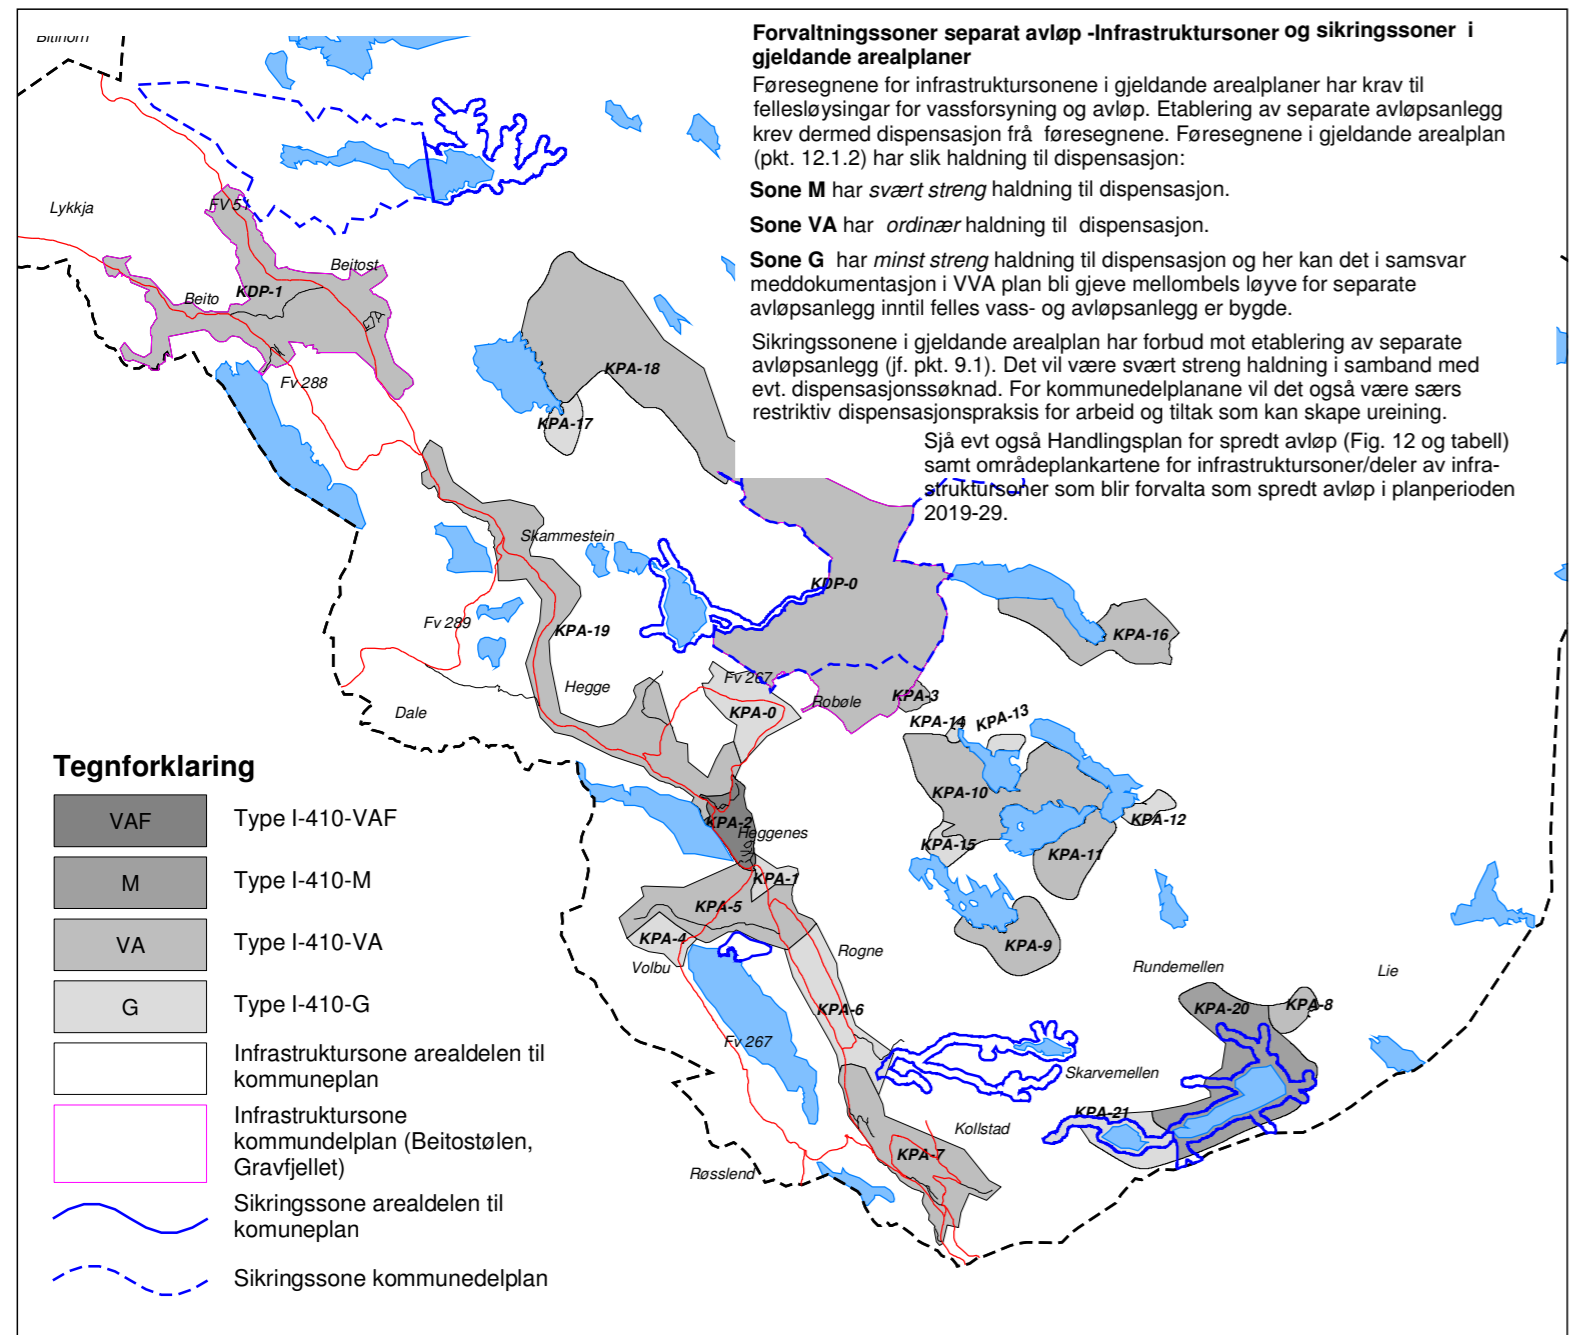 Forvaltningssoner separat avløp -Infrastruktursoner og sikringssoner i
gjeldande arealplaner
Føresegnene for infrastruktursonene i gjeldande arealplaner har krav til
fellesløysingar for vassforsyning og avløp. Etablering av separate avløpsanlegg
krev dermed dispensasjon frå føresegnene. Føresegnene i gjeldande arealplan
(pkt. 12.1.2) har slik haldning til dispensasjon:
Sone M har svært streng haldning til dispensasjon.
Sone VA har ordinær haldning til dispensasjon.
Sone G har minst streng haldning til dispensasjon og her kan det i samsvar
meddokumentasjon i VVA plan bli gjeve mellombels løyve for separate
avløpsanlegg inntil felles vass- og avløpsanlegg er bygde.
Sikringssonene i gjeldande arealplan har forbud mot etablering av separate
avløpsanlegg (jf. pkt. 9.1). Det vil være svært streng haldning i samband med
evt. dispensasjonssøknad. For kommunedelplanane vil det også være særs
restriktiv dispensasjonspraksis for arbeid og tiltak som kan skape ureining.
Sjå evt også Handlingsplan for spredt avløp (Fig. 12 og tabell)
samt områdeplankartene for infrastruktursoner/deler av infra-
struktursoner som blir forvalta som spredt avløp i planperioden
2019-29.
Bitihorn
Lykkja
FV 51
Beitost
Beito
KDP-1
Fv 288
KPA-18
KPA-17
Skammestein
KDP-0
Fv 289
KPA-19
KPA-16
Hegge
Fv 267
Dale
KPA-0
Robøle
KPA-3
KPA-14
KPA-13
KPA-10
KPA-12
KPA-2
Heggenes
KPA-15
KPA-11
KPA-1
KPA-5
KPA-4
KPA-9
Volbu
Rogne
Rundemellen
Lie
KPA-6
KPA-20
KPA-8
Fv 267
Skarvemellen
KPA-21
Kollstad
KPA-7
Røsslend
Tegnforklaring
VAF Type I-410-VAF
M Type I-410-M
VA Type I-410-VA
G Type I-410-G
Infrastruktursone arealdelen til
kommuneplan
Infrastruktursone
kommundelplan (Beitostølen,
Gravfjellet)
Sikringssone arealdelen til
komuneplan
Sikringssone kommunedelplan